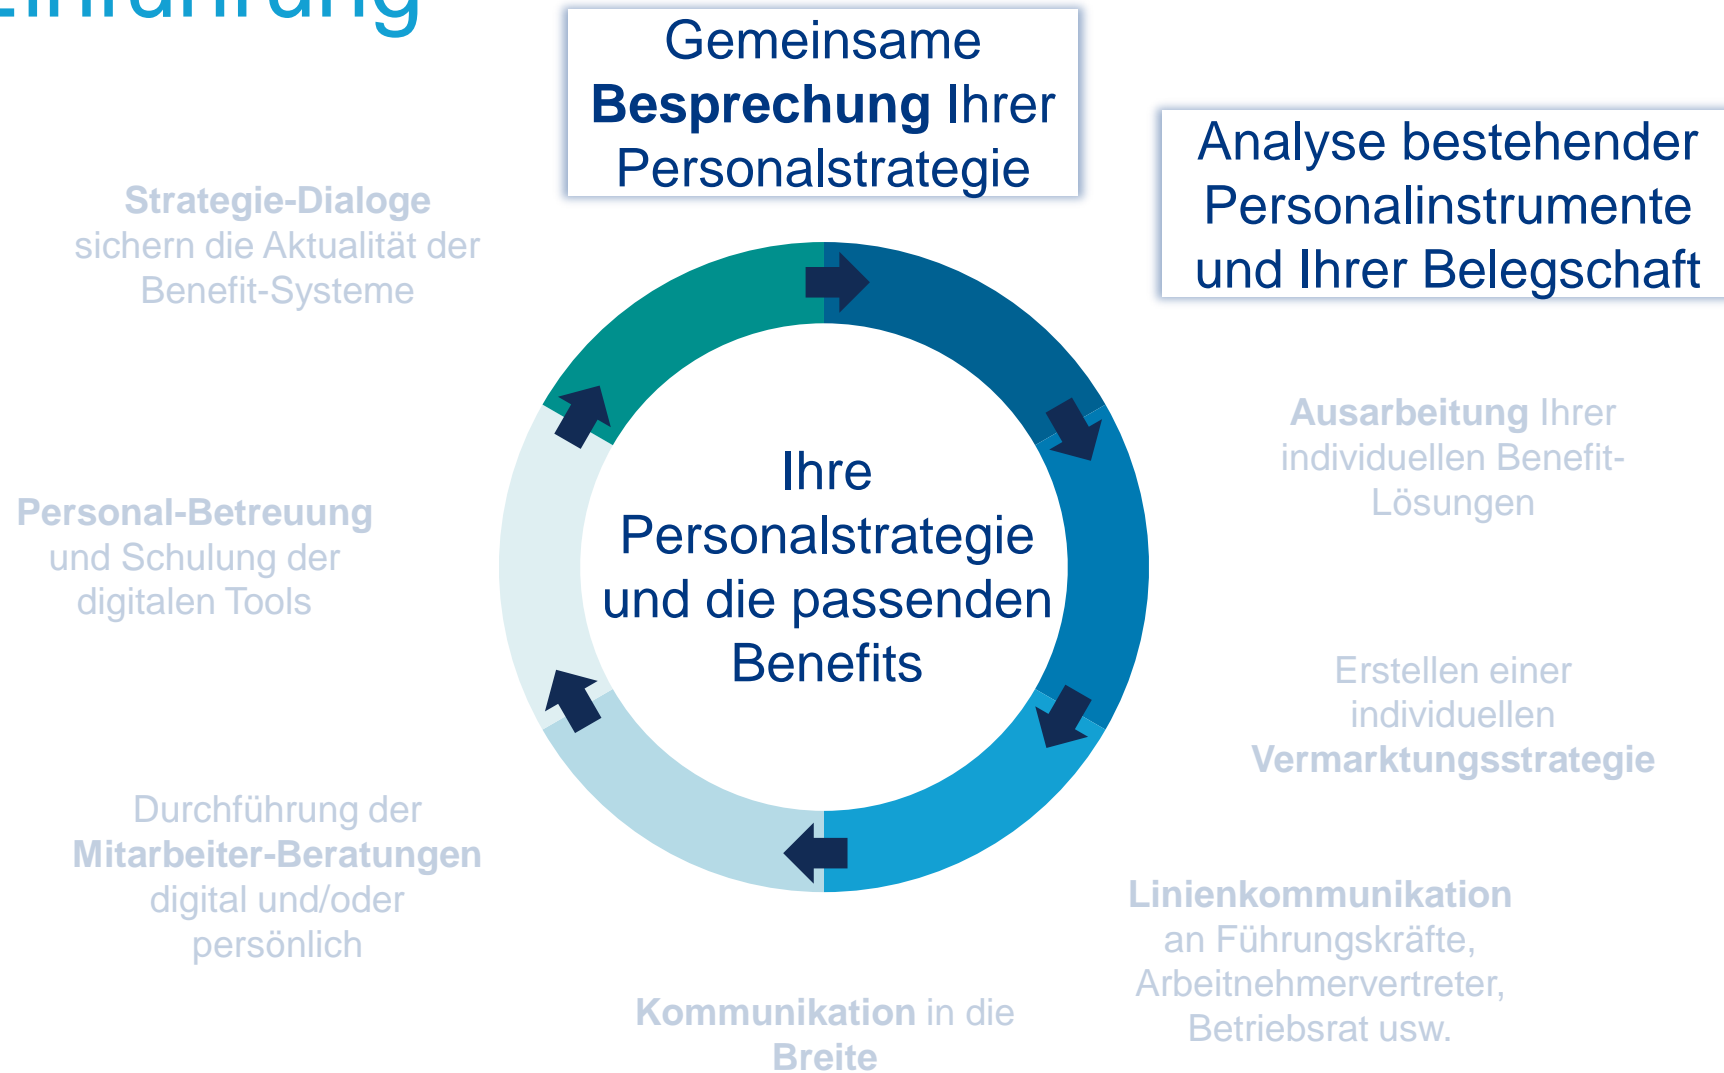 Einführung
Gemeinsame
Besprechung Ihrer
Personalstrategie
Analyse bestehender
Personalinstrumente
und Ihrer Belegschaft
Ausarbeitung Ihrer
individuellen Benefit-
Lösungen
Erstellen einer
individuellen
Vermarktungsstrategie
Linienkommunikation
an Führungskräfte,
Arbeitnehmervertreter,
Betriebsrat usw.
Kommunikation in die
Breite
Durchführung der
Mitarbeiter-Beratungen
digital und/oder
persönlich
Personal-Betreuung
und Schulung der
digitalen Tools
Strategie-Dialoge
sichern die Aktualität der
Benefit-Systeme
Ihre
Personalstrategie
und die passenden
Benefits